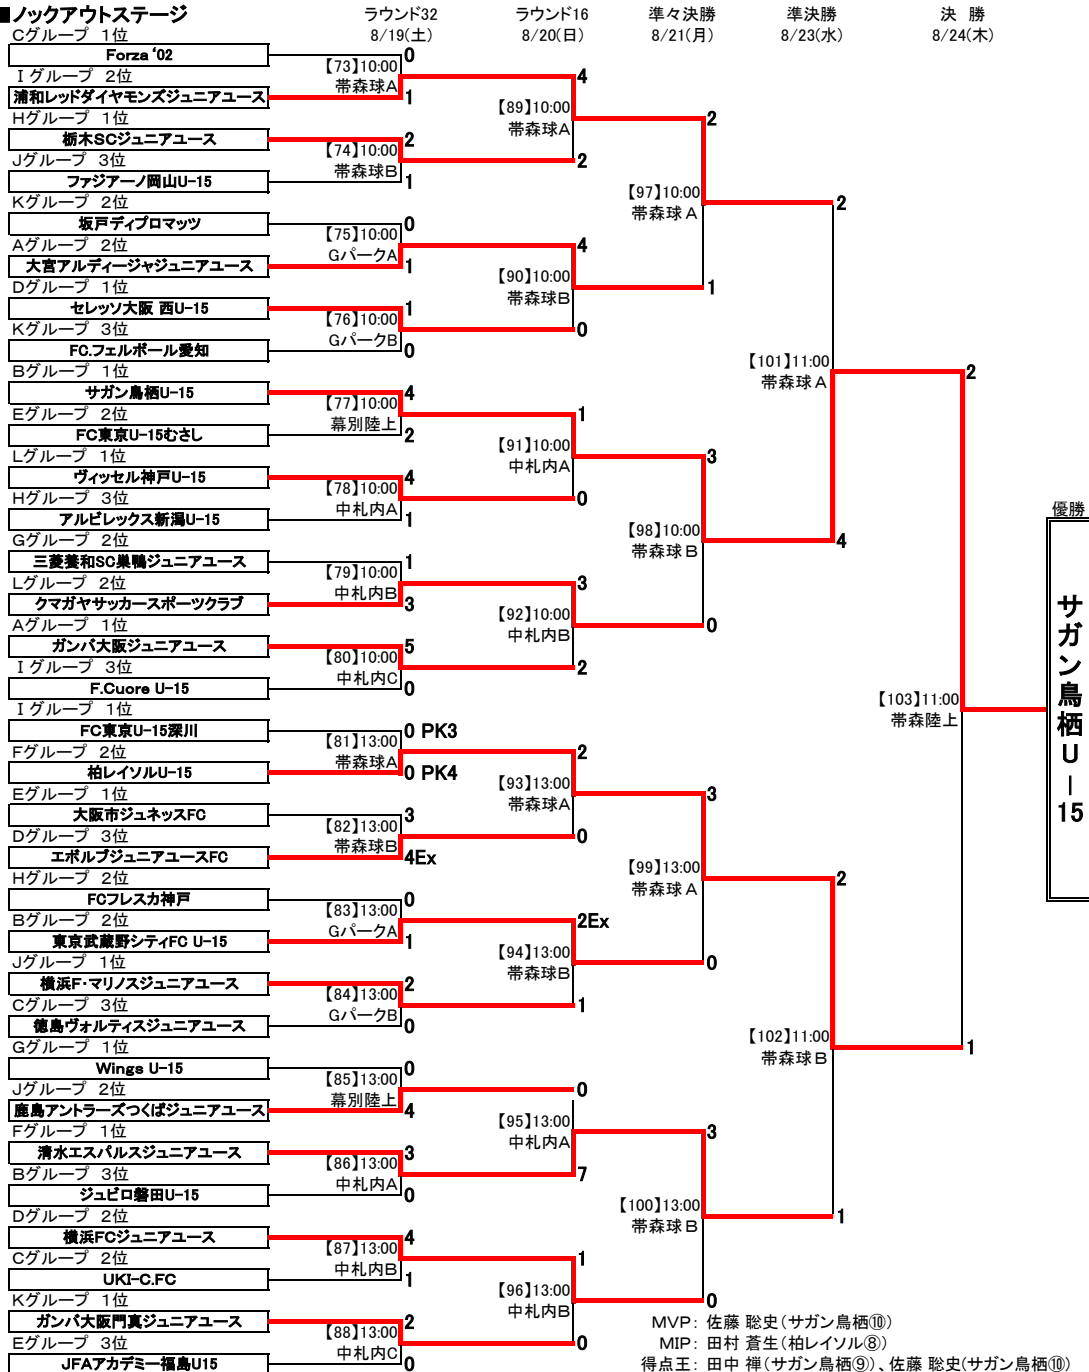 ■ノックアウトステージ
ラウンド32 ラウンド16 準々決勝 準決勝 決 勝
8/19(土) 8/20(日) 8/21(月) 8/23(水) 8/24(木)
Cグループ 1位
Forza ‘02
0
【73】10:00
帯森球A
Iグループ 2位
浦和レッドダイヤモンズジュニアユース
1
4
【89】10:00
帯森球A
Hグループ 1位
栃木SCジュニアユース
2
【74】10:00
帯森球B
2
2
Jグループ 3位
ファジアーノ岡山U-15
1
【97】10:00
帯森球A
2
Kグループ 2位
坂戸ディプロマッツ
0
【75】10:00
GパークA
Aグループ 2位
大宮アルディージャジュニアユース
1
4
【90】10:00
帯森球B
1
Dグループ 1位
セレッソ大阪 西U-15
1
【76】10:00
GパークB
0
Kグループ 3位
FC.フェルボール愛知
0
【101】11:00
帯森球A
2
Bグループ 1位
サガン鳥栖U-15
4
【77】10:00
幕別陸上
1
Eグループ 2位
FC東京U-15むさし
2
【91】10:00
中札内A
3
Lグループ 1位
ヴィッセル神戸U-15
4
【78】10:00
中札内A
0
Hグループ 3位
アルビレックス新潟U-15
1
【98】10:00
帯森球B
4
Gグループ 2位
三菱養和SC巣鴨ジュニアユース
1
【79】10:00
中札内B
Lグループ 2位
クマガヤサッカースポーツクラブ
3
3
【92】10:00
中札内B
0
Aグループ 1位
ガンバ大阪ジュニアユース
5
【80】10:00
中札内C
2
Iグループ 3位
F.Cuore U-15
0
【103】11:00
帯森陸上
優勝
サガン鳥栖U-15
Iグループ 1位
FC東京U-15深川
0 PK3
【81】13:00
帯森球A
2
Fグループ 2位
柏レイソルU-15
0 PK4
【93】13:00
帯森球A
3
Eグループ 1位
大阪市ジュネッスFC
3
【82】13:00
帯森球B
0
Dグループ 3位
エボルブジュニアユースFC
4Ex
【99】13:00
帯森球A
2
Hグループ 2位
FCフレスカ神戸
0
【83】13:00
GパークA
2Ex
Bグループ 2位
東京武蔵野シティFC U-15
1
【94】13:00
帯森球B
0
Jグループ 1位
横浜F・マリノスジュニアユース
2
【84】13:00
GパークB
1
Cグループ 3位
徳島ヴォルティスジュニアユース
0
【102】11:00
帯森球B
1
Gグループ 1位
Wings U-15
0
【85】13:00
幕別陸上
0
Jグループ 2位
鹿島アントラーズつくばジュニアユース
4
【95】13:00
中札内A
3
Fグループ 1位
清水エスパルスジュニアユース
3
【86】13:00
中札内A
7
Bグループ 3位
ジュビロ磐田U-15
0
【100】13:00
帯森球B
1
Dグループ 2位
横浜FCジュニアユース
4
【87】13:00
中札内B
1
Cグループ 2位
UKI-C.FC
1
【96】13:00
中札内B
0
Kグループ 1位
ガンバ大阪門真ジュニアユース
2
【88】13:00
中札内C
0
Eグループ 3位
JFAアカデミー福島U15
0
MVP: 佐藤 聡史(サガン鳥栖⑩)
MIP: 田村 蒼生(柏レイソル⑧)
得点王: 田中 禅(サガン鳥栖⑨)、佐藤 聡史(サガン鳥栖⑩)